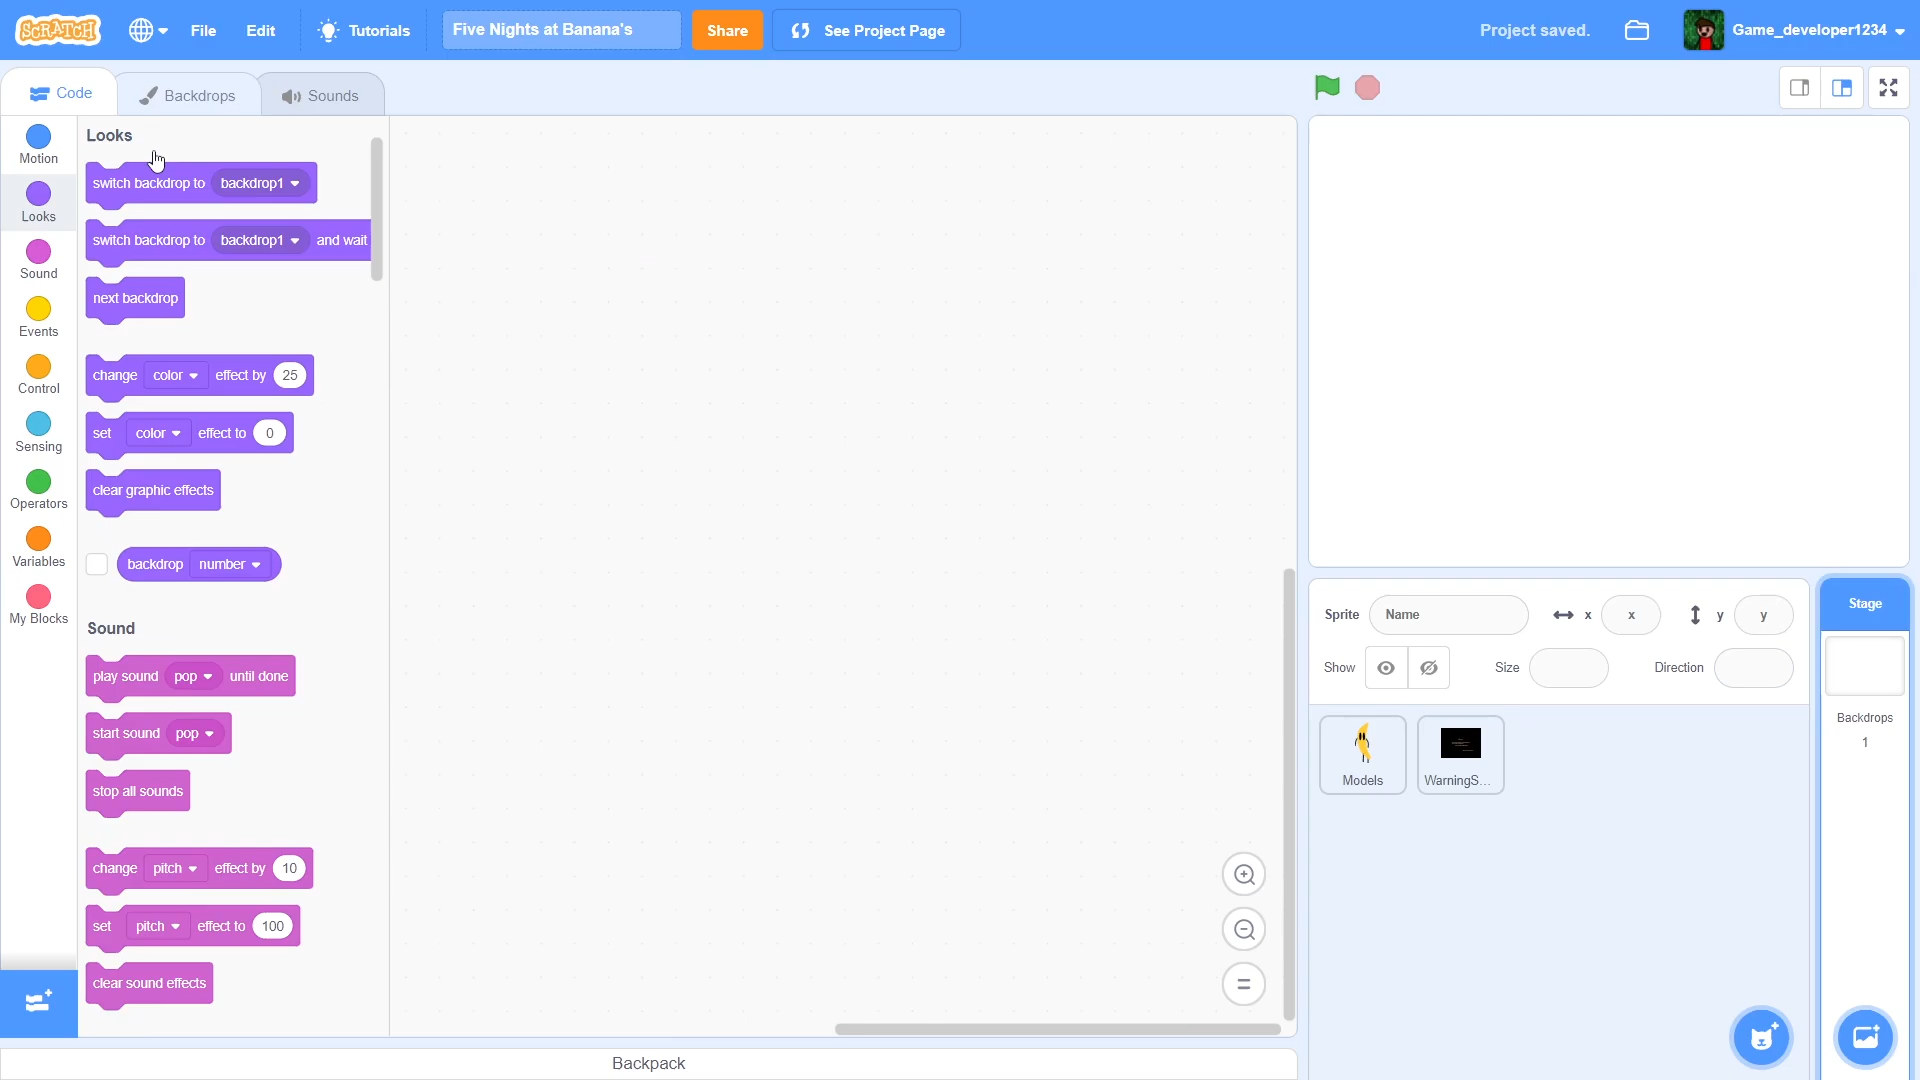 SCRATCH File Edit Tutorials Five Nights at Banana's Share See Project Page Project saved. Game_developer1234
Code Backdrops Sounds
Motion
Looks
Sound
Events
Control
Sensing
Operators
Variables
My Blocks
Looks
switch backdrop to backdrop1
switch backdrop to backdrop1 and wait
next backdrop
change color effect by 25
set color effect to 0
clear graphic effects
backdrop number
Sound
play sound pop until done
start sound pop
stop all sounds
change pitch effect by 10
set pitch effect to 100
clear sound effects
Backpack
Sprite Name x x y y
Show Size Direction
Models
WarningS...
Stage
Backdrops
1